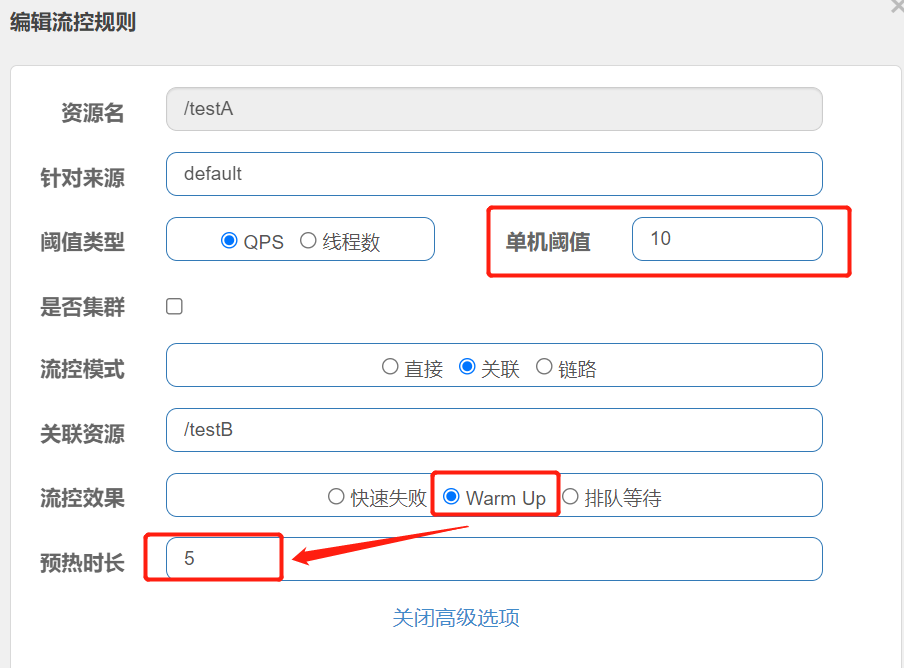 编辑流控规则
资源名 /testA
针对来源 default
阈值类型 QPS 线程数 单机阈值 10
是否集群
流控模式 直接 关联 链路
关联资源 /testB
流控效果 快速失败 Warm Up 排队等待
预热时长 5
关闭高级选项